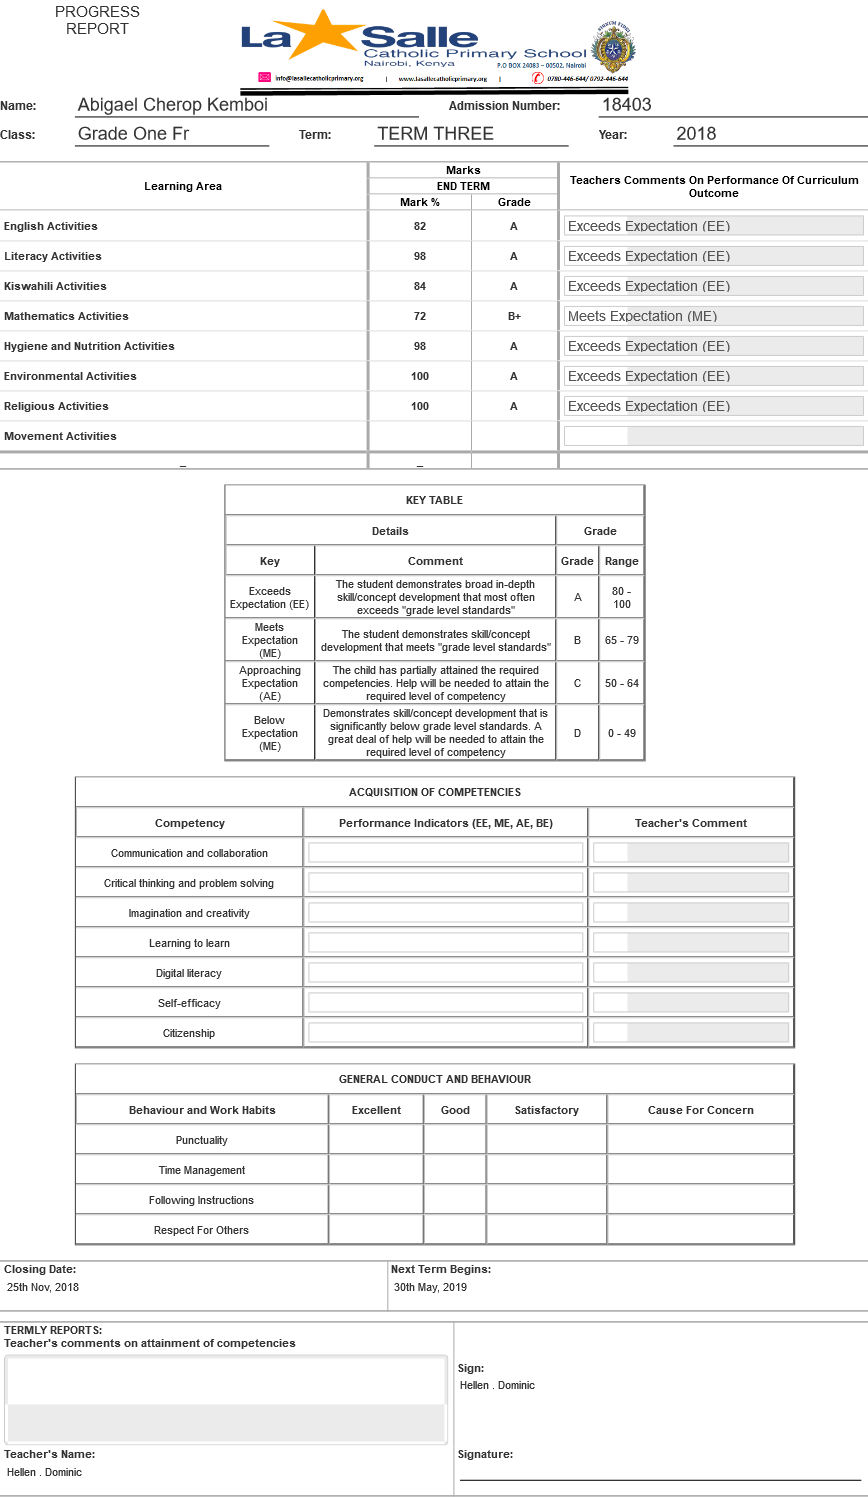 PROGRESS
REPORT
La Salle
Catholic Primary School
Nairobi, Kenya
P.O BOX 24083 – 00502, Nairobi
info@lasallecatholicprimary.org | www.lasallecatholicprimary.org | 0780-446-644/ 0792-446-644
Name: Abigael Cherop Kemboi Admission Number: 18403
Class: Grade One Fr Term: TERM THREE Year: 2018
Learning Area Marks Teachers Comments On Performance Of Curriculum Outcome
END TERM
Mark % Grade
English Activities 82 A Exceeds Expectation (EE)
Literacy Activities 98 A Exceeds Expectation (EE)
Kiswahili Activities 84 A Exceeds Expectation (EE)
Mathematics Activities 72 B+ Meets Expectation (ME)
Hygiene and Nutrition Activities 98 A Exceeds Expectation (EE)
Environmental Activities 100 A Exceeds Expectation (EE)
Religious Activities 100 A Exceeds Expectation (EE)
Movement Activities
_ _
KEY TABLE
Details Grade
Key Comment Grade Range
Exceeds Expectation (EE) The student demonstrates broad in-depth skill/concept development that most often exceeds "grade level standards" A 80 - 100
Meets Expectation (ME) The student demonstrates skill/concept development that meets "grade level standards" B 65 - 79
Approaching Expectation (AE) The child has partially attained the required competencies. Help will be needed to attain the required level of competency C 50 - 64
Below Expectation (ME) Demonstrates skill/concept development that is significantly below grade level standards. A great deal of help will be needed to attain the required level of competency D 0 - 49
ACQUISITION OF COMPETENCIES
Competency Performance Indicators (EE, ME, AE, BE) Teacher's Comment
Communication and collaboration
Critical thinking and problem solving
Imagination and creativity
Learning to learn
Digital literacy
Self-efficacy
Citizenship
GENERAL CONDUCT AND BEHAVIOUR
Behaviour and Work Habits Excellent Good Satisfactory Cause For Concern
Punctuality
Time Management
Following Instructions
Respect For Others
Closing Date: Next Term Begins:
25th Nov, 2018 30th May, 2019
TERMLY REPORTS:
Teacher's comments on attainment of competencies
Sign:
Hellen . Dominic
Teacher's Name: Signature:
Hellen . Dominic